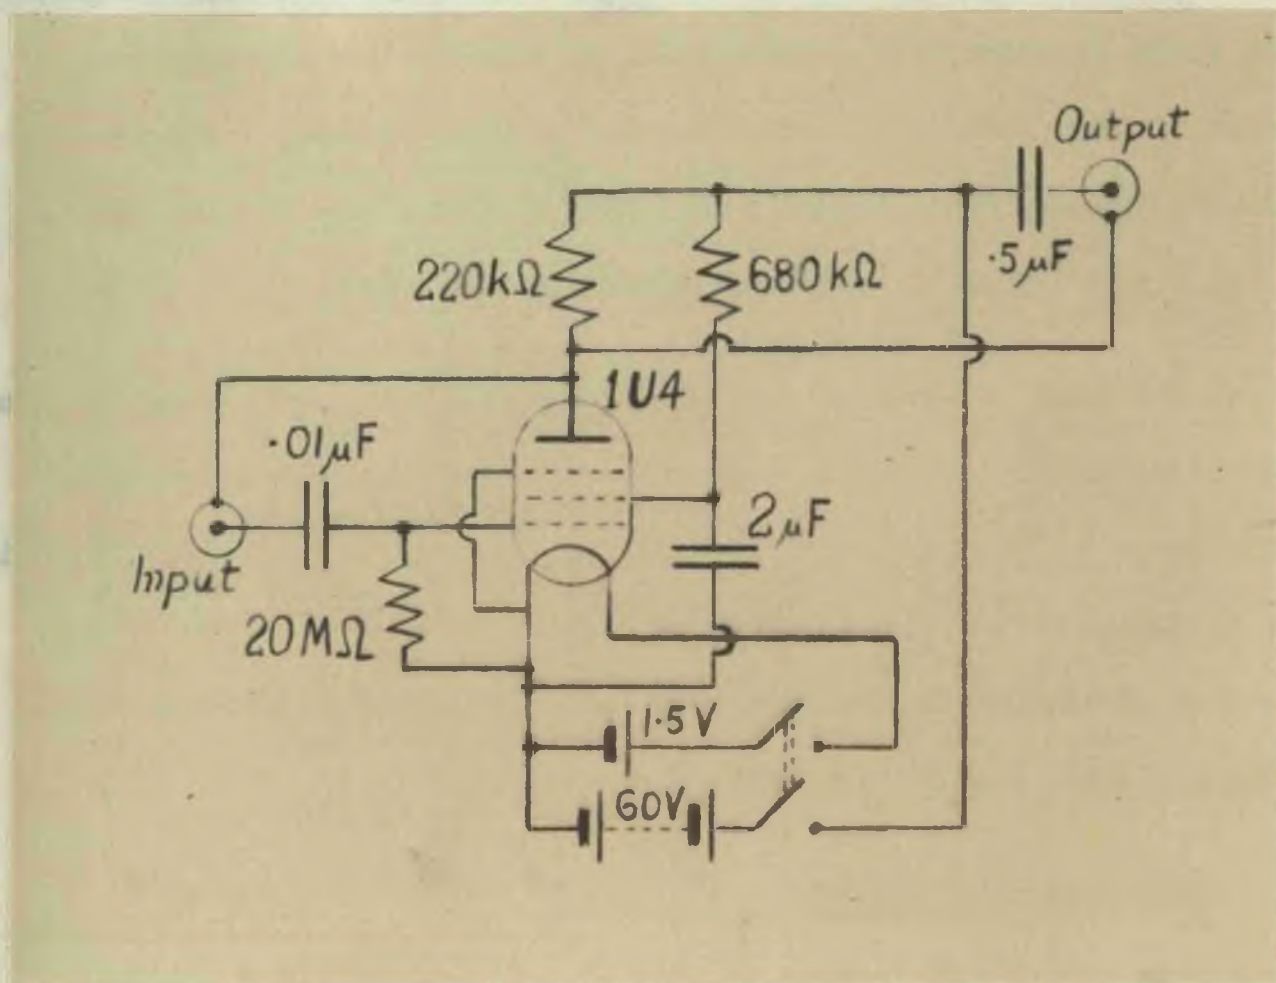 Output
.5µF
220kΩ
680kΩ
1U4
.01µF
2µF
Input
20MΩ
1.5V
60V